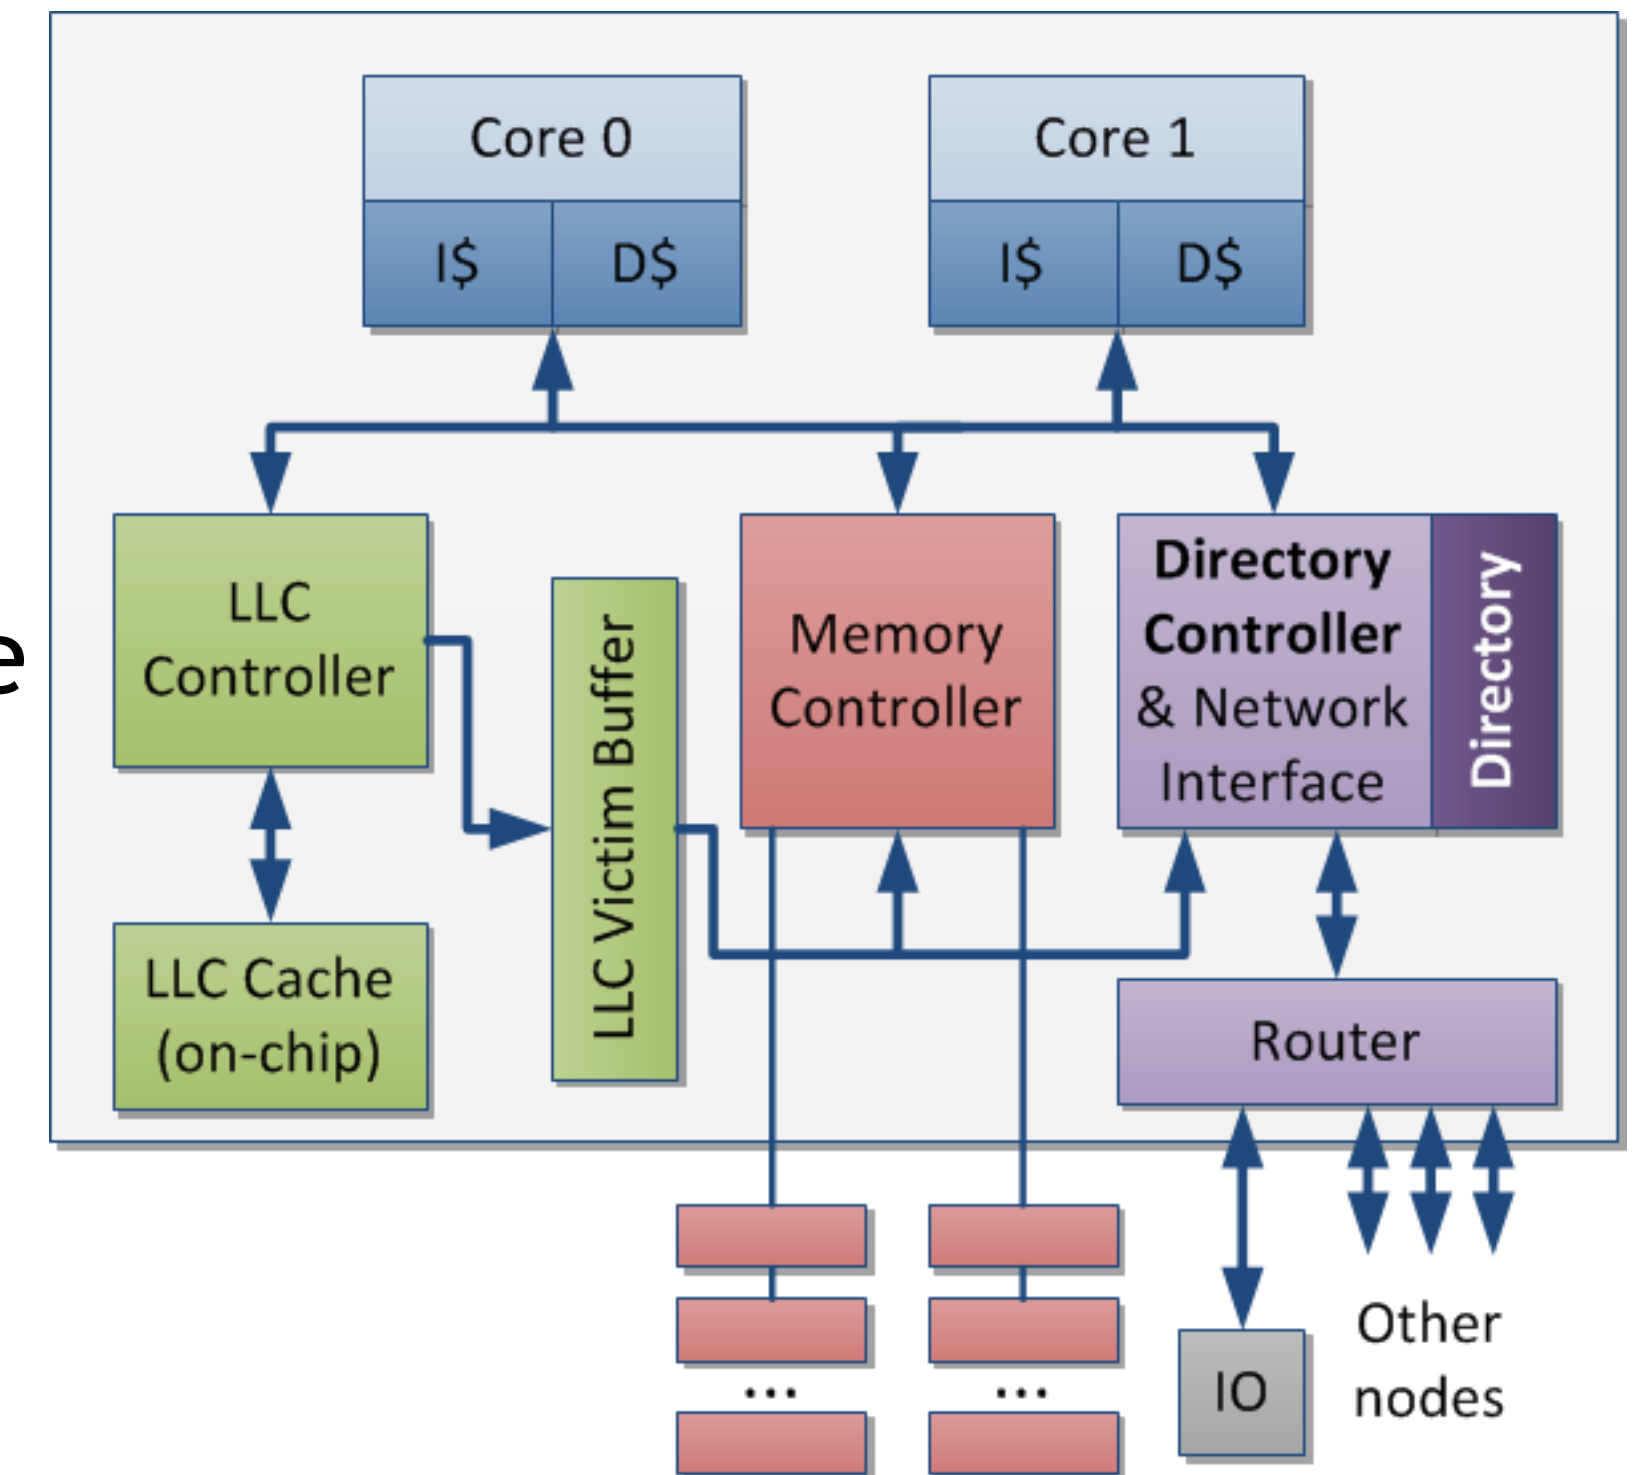 Core 0
Core 1
I$
D$
I$
D$
e
LLC
Controller
LLC Victim Buffer
Memory
Controller
Directory
Controller
& Network
Interface
Directory
LLC Cache
(on-chip)
Router
...
...
IO
Other
nodes